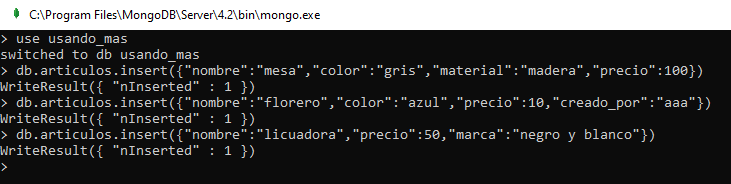 C:\Program Files\MongoDB\Server\4.2\bin\mongo.exe
> use usando_mas
switched to db usando_mas
> db.articulos.insert({"nombre":"mesa","color":"gris","material":"madera","precio":100})
WriteResult({ "nInserted" : 1 })
> db.articulos.insert({"nombre":"florero","color":"azul","precio":10,"creado_por":"aaa"})
WriteResult({ "nInserted" : 1 })
> db.articulos.insert({"nombre":"licuadora","precio":50,"marca":"negro y blanco"})
WriteResult({ "nInserted" : 1 })
>